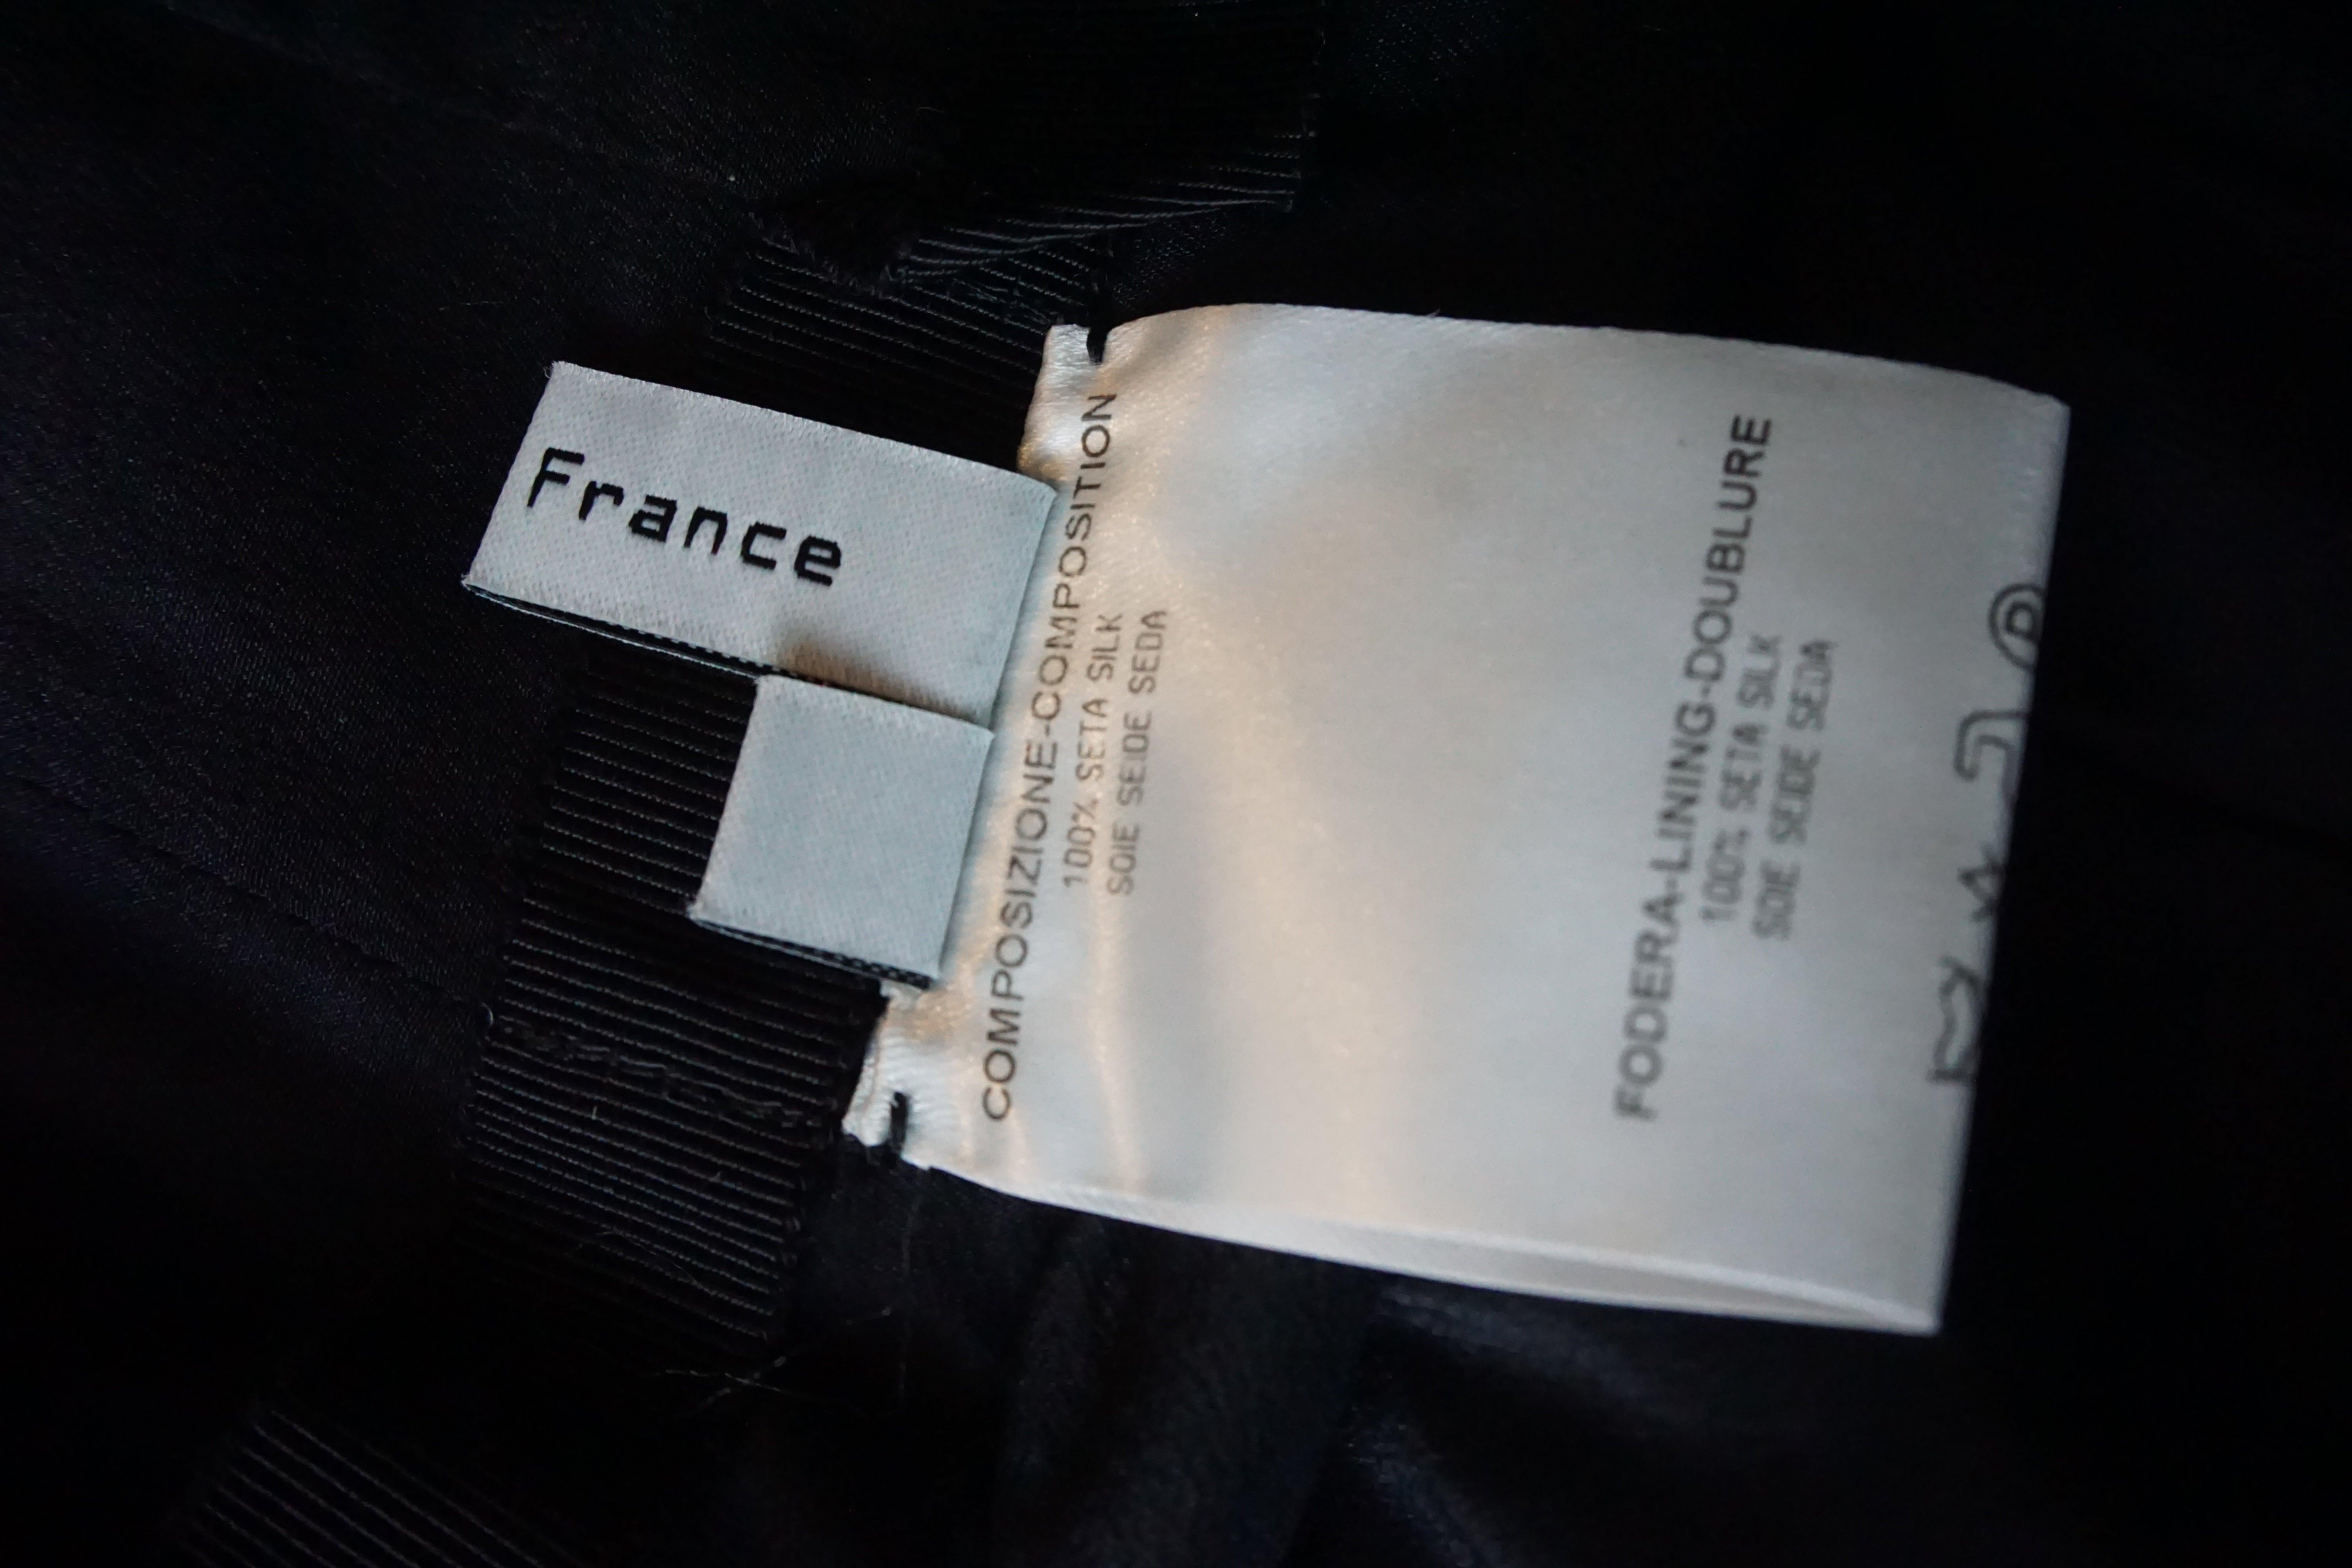 France
COMPOSIZIONE-COMPOSITION
100% SETA SILK
SOIE SEIDE SEDA
FODERA-LINING-DOUBLURE
100% SETA SILK
SOIE SEIDE SEDA
P